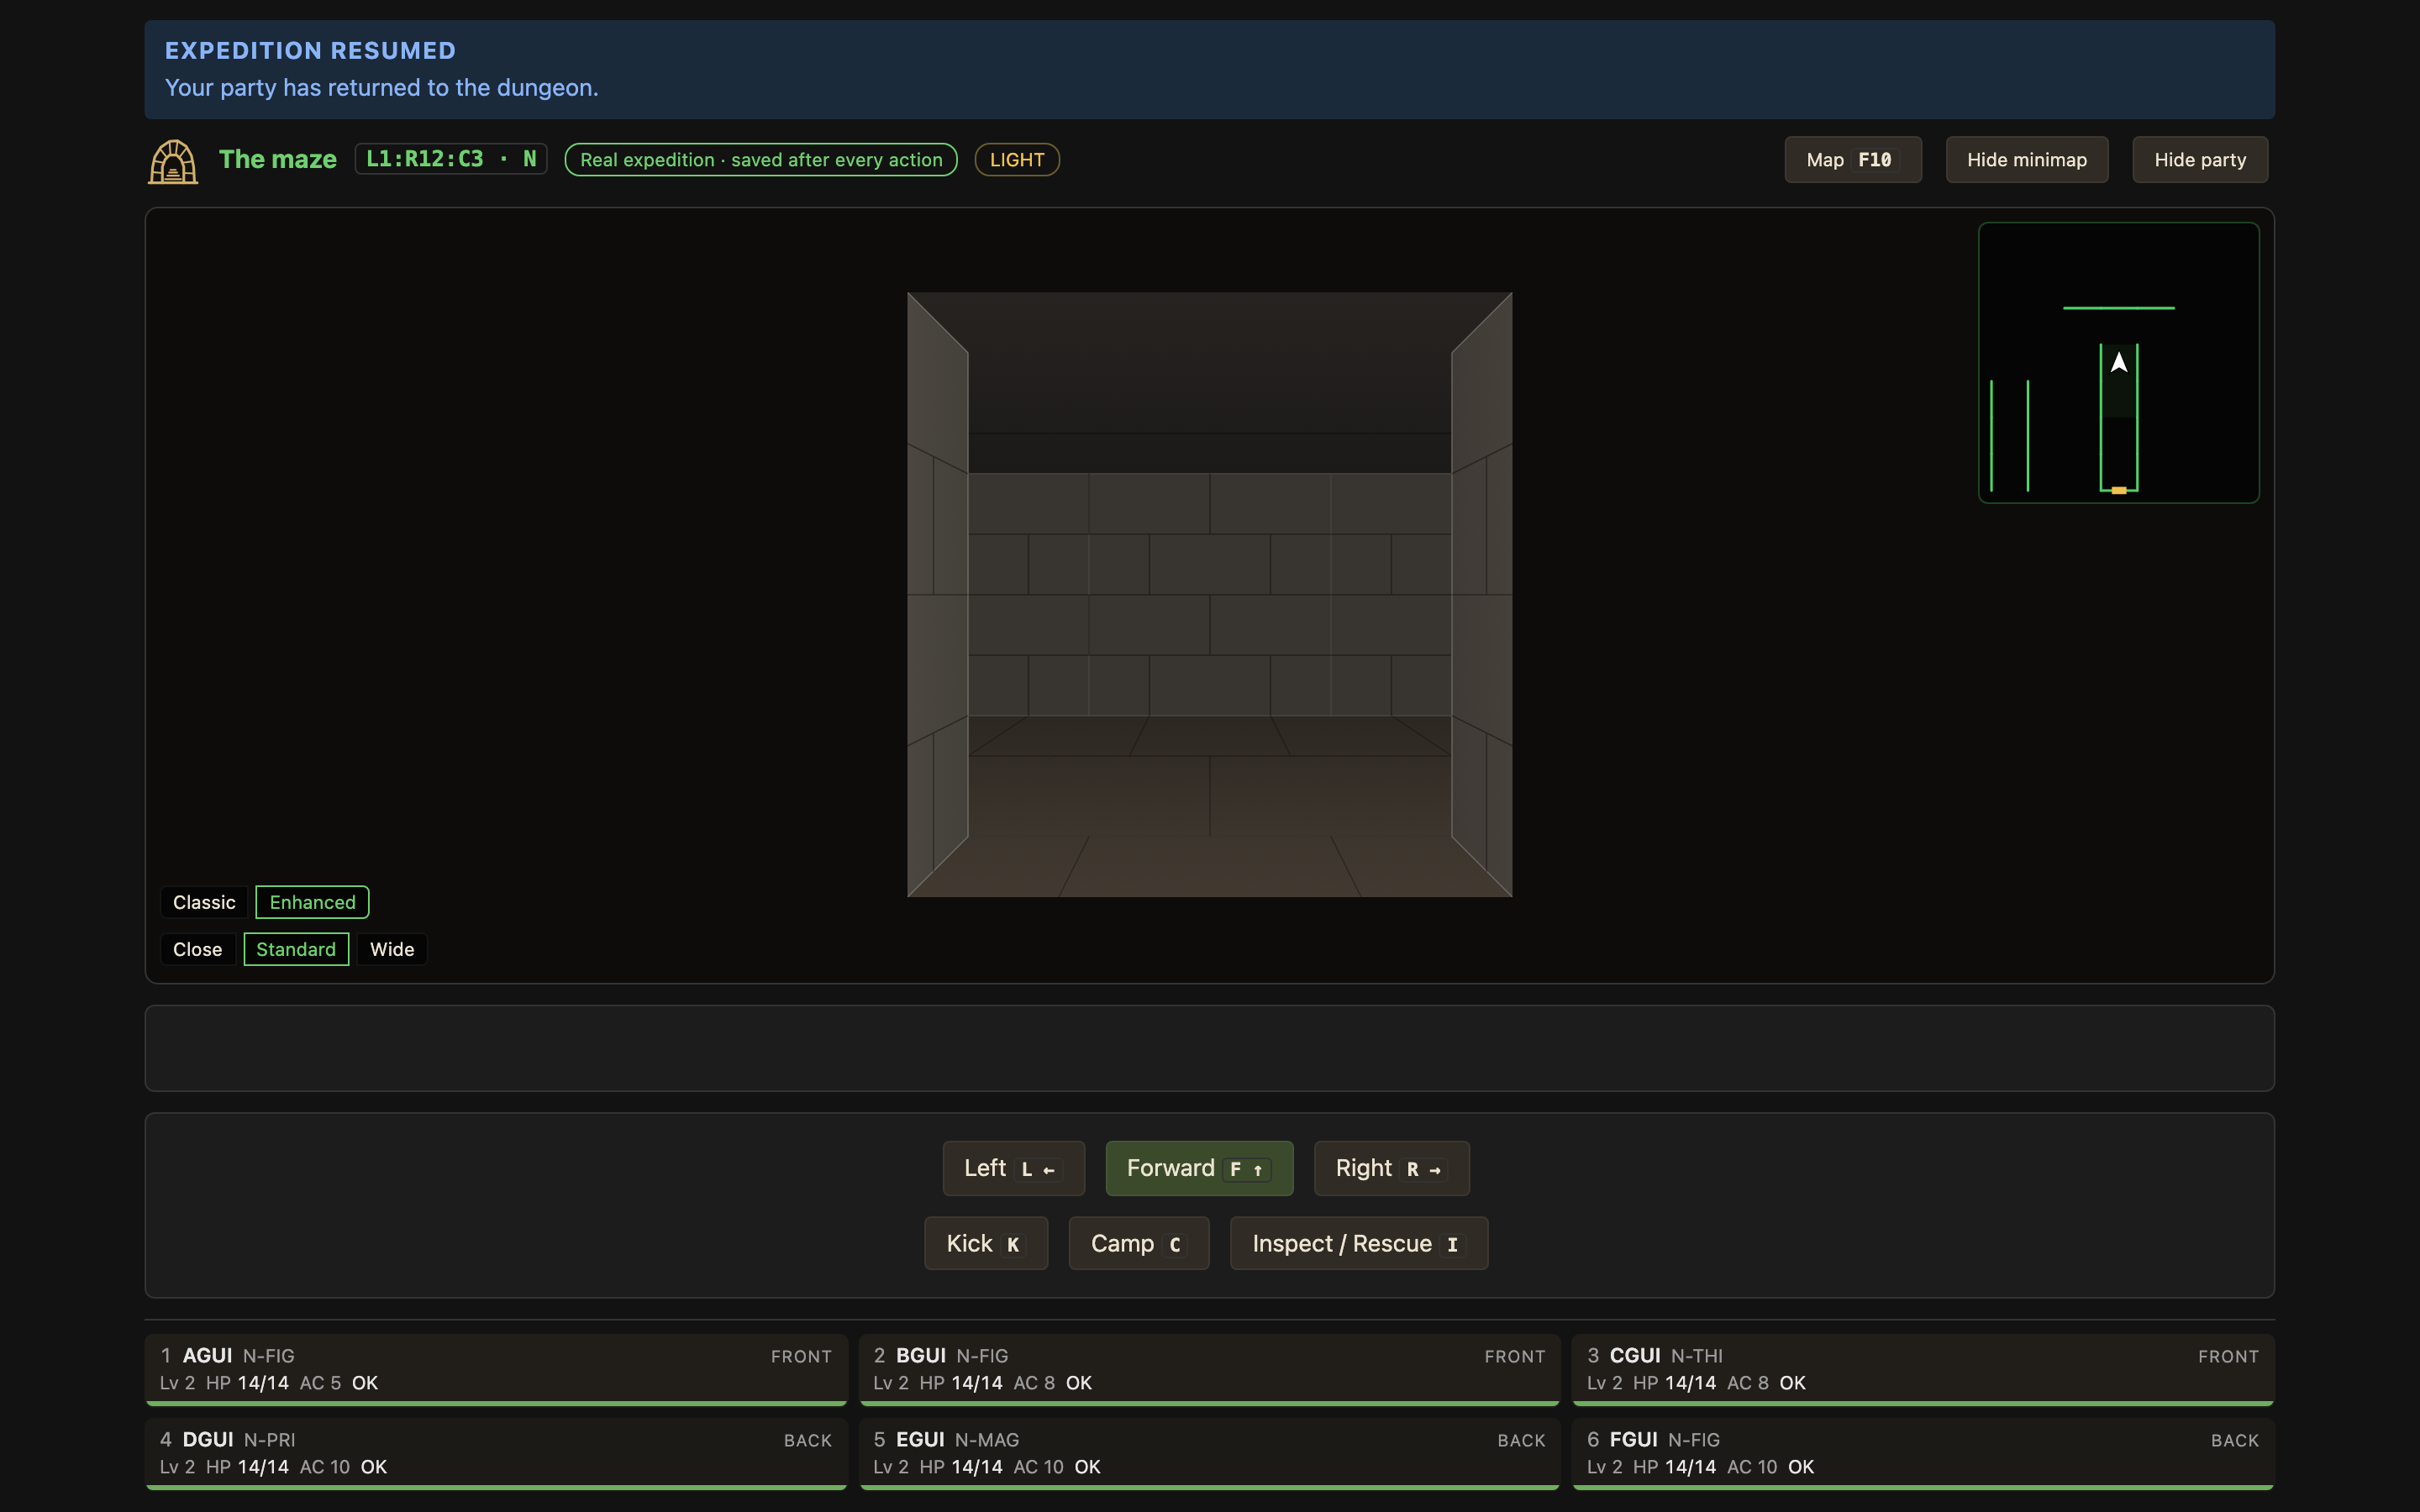 EXPEDITION RESUMED
Your party has returned to the dungeon.
The maze L1:R12:C3 · N Real expedition · saved after every action LIGHT Map F10 Hide minimap Hide party
Classic Enhanced
Close Standard Wide
Left L ← Forward F ↑ Right R →
Kick K Camp C Inspect / Rescue I
1 AGUI N-FIG FRONT
Lv 2 HP 14/14 AC 5 OK
2 BGUI N-FIG FRONT
Lv 2 HP 14/14 AC 8 OK
3 CGUI N-THI FRONT
Lv 2 HP 14/14 AC 8 OK
4 DGUI N-PRI BACK
Lv 2 HP 14/14 AC 10 OK
5 EGUI N-MAG BACK
Lv 2 HP 14/14 AC 10 OK
6 FGUI N-FIG BACK
Lv 2 HP 14/14 AC 10 OK